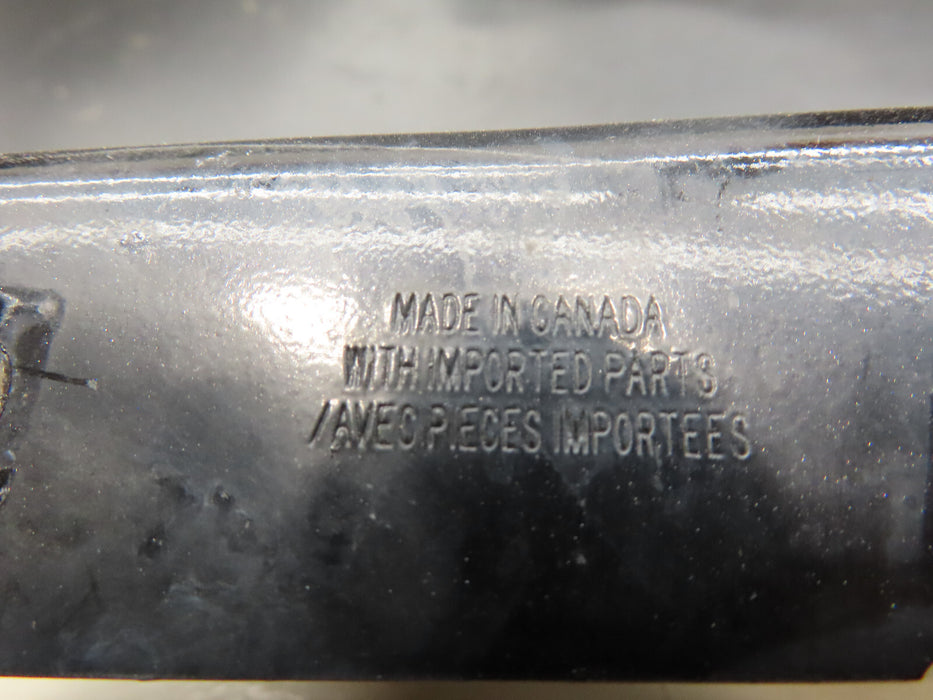 MADE IN CANADA
WITH IMPORTED PARTS
/AVEC PIECES IMPORTEES